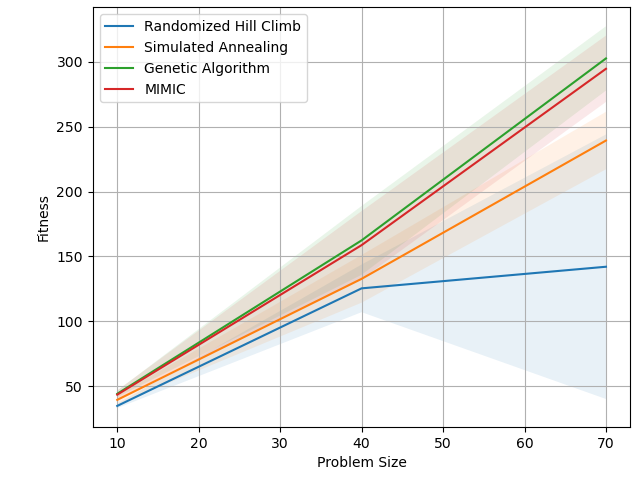 Randomized Hill Climb
Simulated Annealing
Genetic Algorithm
MIMIC
300
250
200
150
100
50
Fitness
10 20 30 40 50 60 70
Problem Size